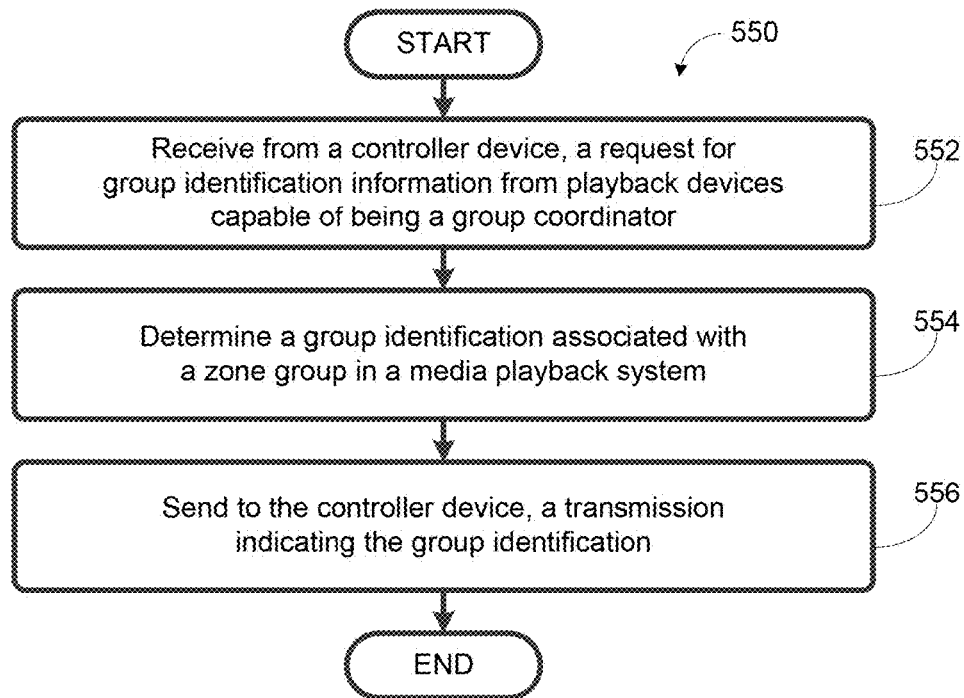 START
550
Receive from a controller device, a request for
group identification information from playback devices
capable of being a group coordinator
552
Determine a group identification associated with
a zone group in a media playback system
554
Send to the controller device, a transmission
indicating the group identification
556
END